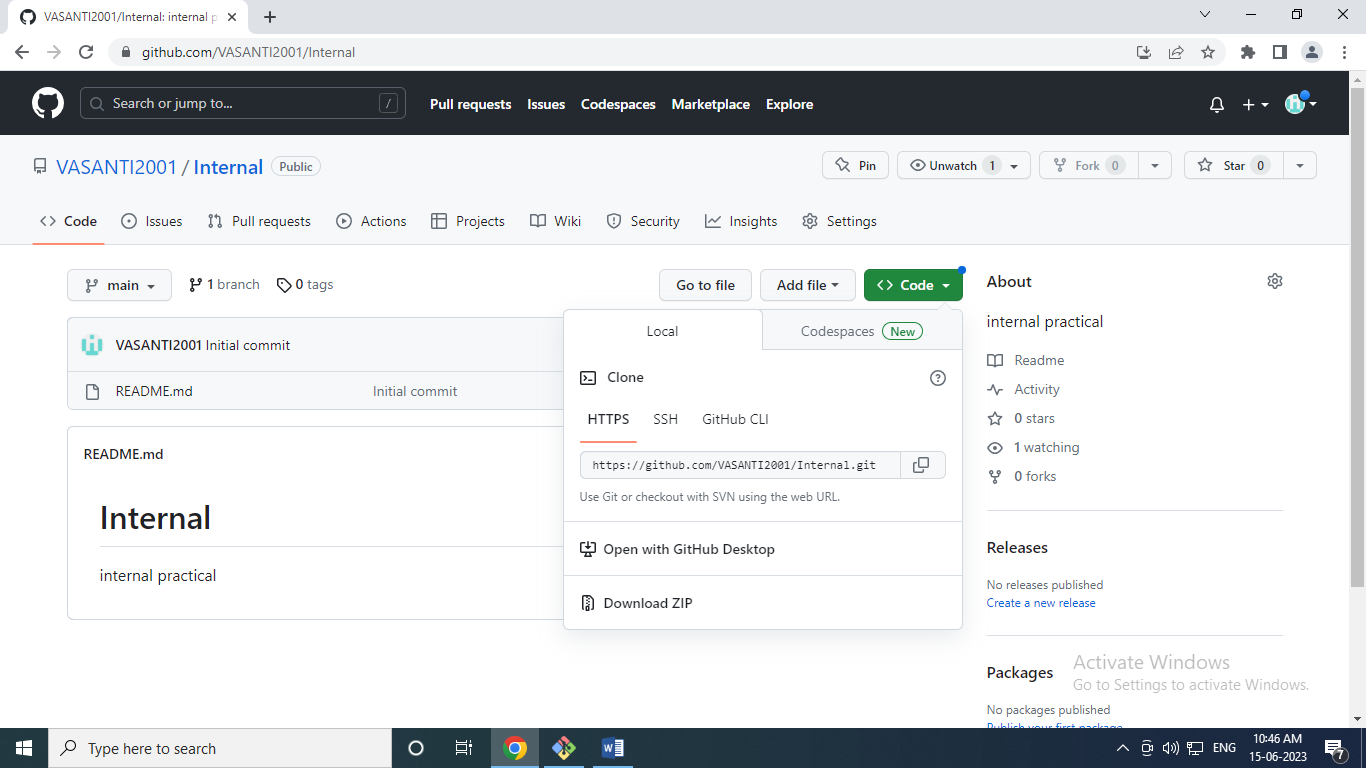 VASANTI2001/Internal: internal p
github.com/VASANTI2001/Internal
Search or jump to... /
Pull requests Issues Codespaces Marketplace Explore
VASANTI2001 / Internal Public
Pin Unwatch 1 Fork 0 Star 0
Code Issues Pull requests Actions Projects Wiki Security Insights Settings
main 1 branch 0 tags Go to file Add file Code
VASANTI2001 Initial commit
README.md Initial commit
README.md
Internal
internal practical
Local Codespaces New
Clone
HTTPS SSH GitHub CLI
https://github.com/VASANTI2001/Internal.git
Use Git or checkout with SVN using the web URL.
Open with GitHub Desktop
Download ZIP
About
internal practical
Readme
Activity
0 stars
1 watching
0 forks
Releases
No releases published
Create a new release
Packages
No packages published
Publish your first package
Activate Windows
Go to Settings to activate Windows.
Type here to search
ENG
10:46 AM
15-06-2023
7